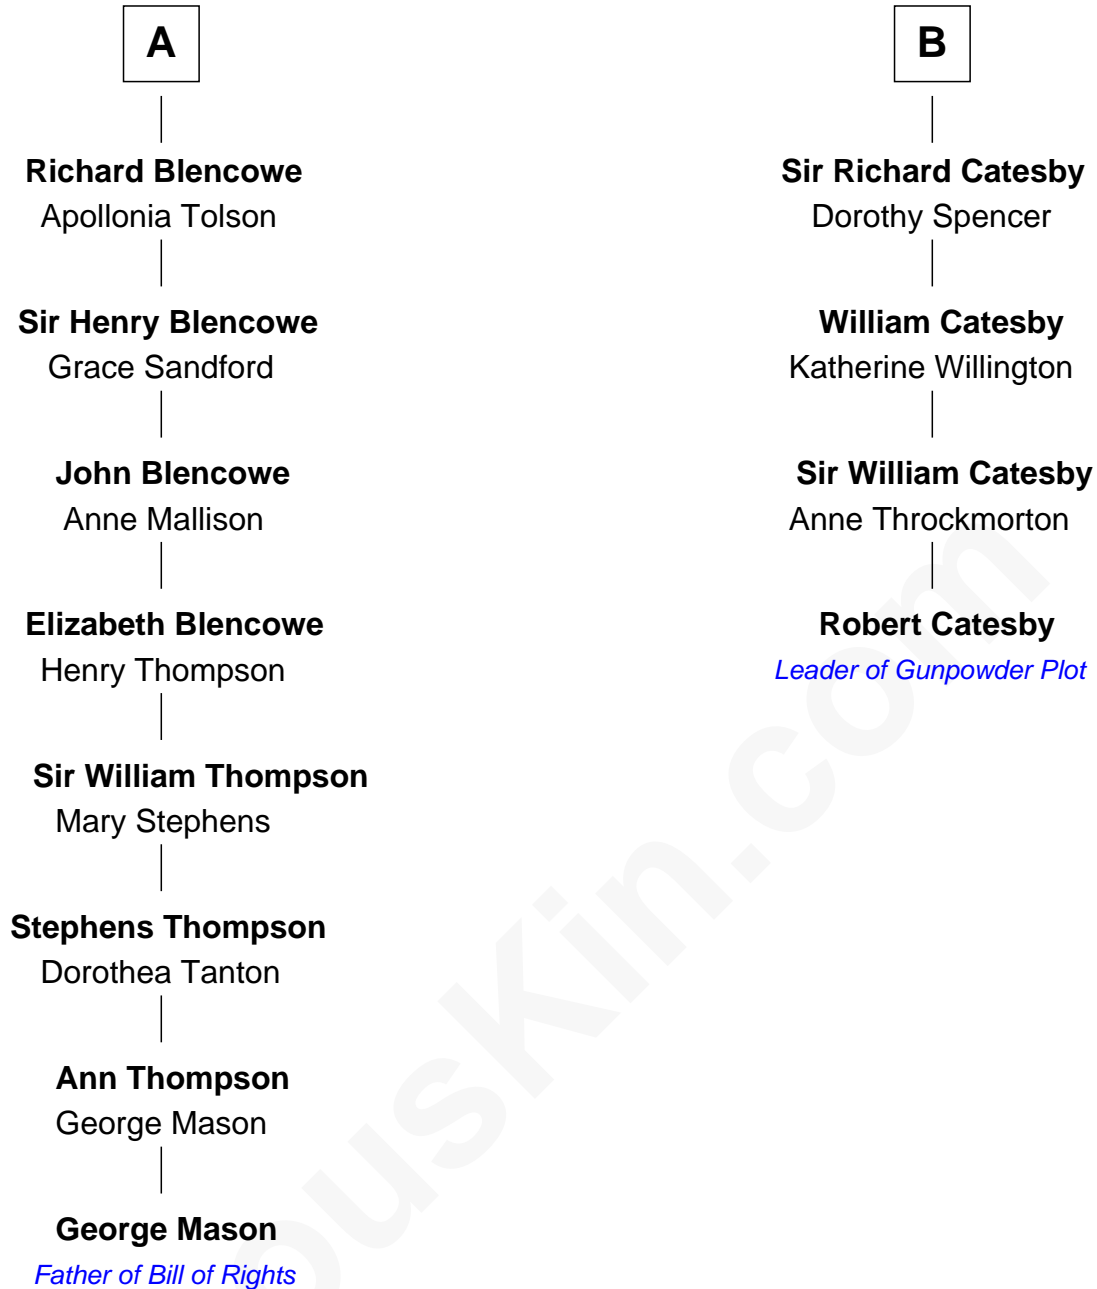 A
Richard Blencowe
Apollonia Tolson
Sir Henry Blencowe
Grace Sandford
John Blencowe
Anne Mallison
Elizabeth Blencowe
Henry Thompson
Sir William Thompson
Mary Stephens
Stephens Thompson
Dorothea Tanton
Ann Thompson
George Mason
George Mason
Father of Bill of Rights
B
Sir Richard Catesby
Dorothy Spencer
William Catesby
Katherine Willington
Sir William Catesby
Anne Throckmorton
Robert Catesby
Leader of Gunpowder Plot
ousKin.com